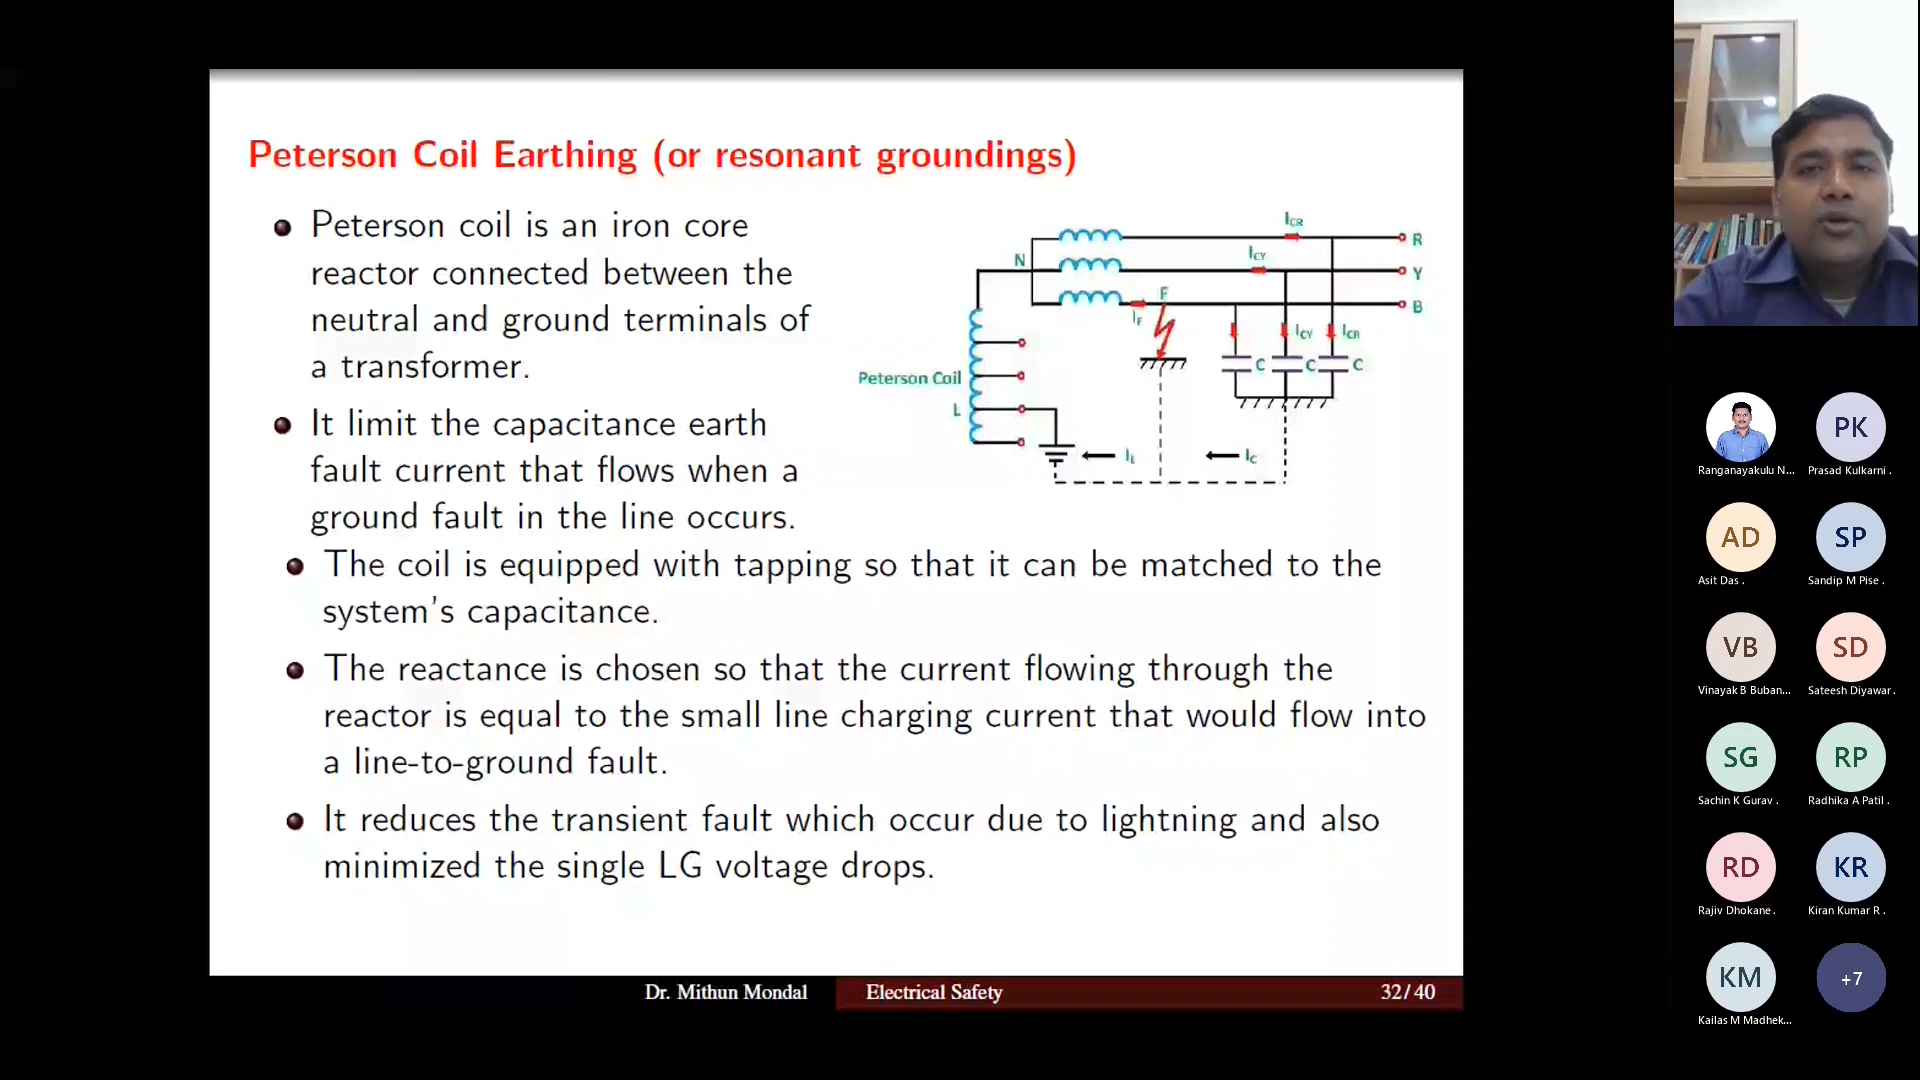 Peterson Coil Earthing (or resonant groundings)
Peterson coil is an iron core
reactor connected between the
neutral and ground terminals of
a transformer.
It limit the capacitance earth
fault current that flows when a
ground fault in the line occurs.
I_CR
R
N
I_CY
Y
F
B
I_F
I_CY
I_CR
C
C
C
Peterson Coil
L
I_L
I_C
The coil is equipped with tapping so that it can be matched to the
system's capacitance.
The reactance is chosen so that the current flowing through the
reactor is equal to the small line charging current that would flow into
a line-to-ground fault.
It reduces the transient fault which occur due to lightning and also
minimized the single LG voltage drops.
Dr. Mithun Mondal
Electrical Safety
32/40
PK
Ranganayakulu N...
Prasad Kulkarni .
AD
SP
Asit Das .
Sandip M Pise .
VB
SD
Vinayak B Buban...
Sateesh Diyawar .
SG
RP
Sachin K Gurav .
Radhika A Patil .
RD
KR
Rajiv Dhokane .
Kiran Kumar R .
KM
+7
Kailas M Madhek...